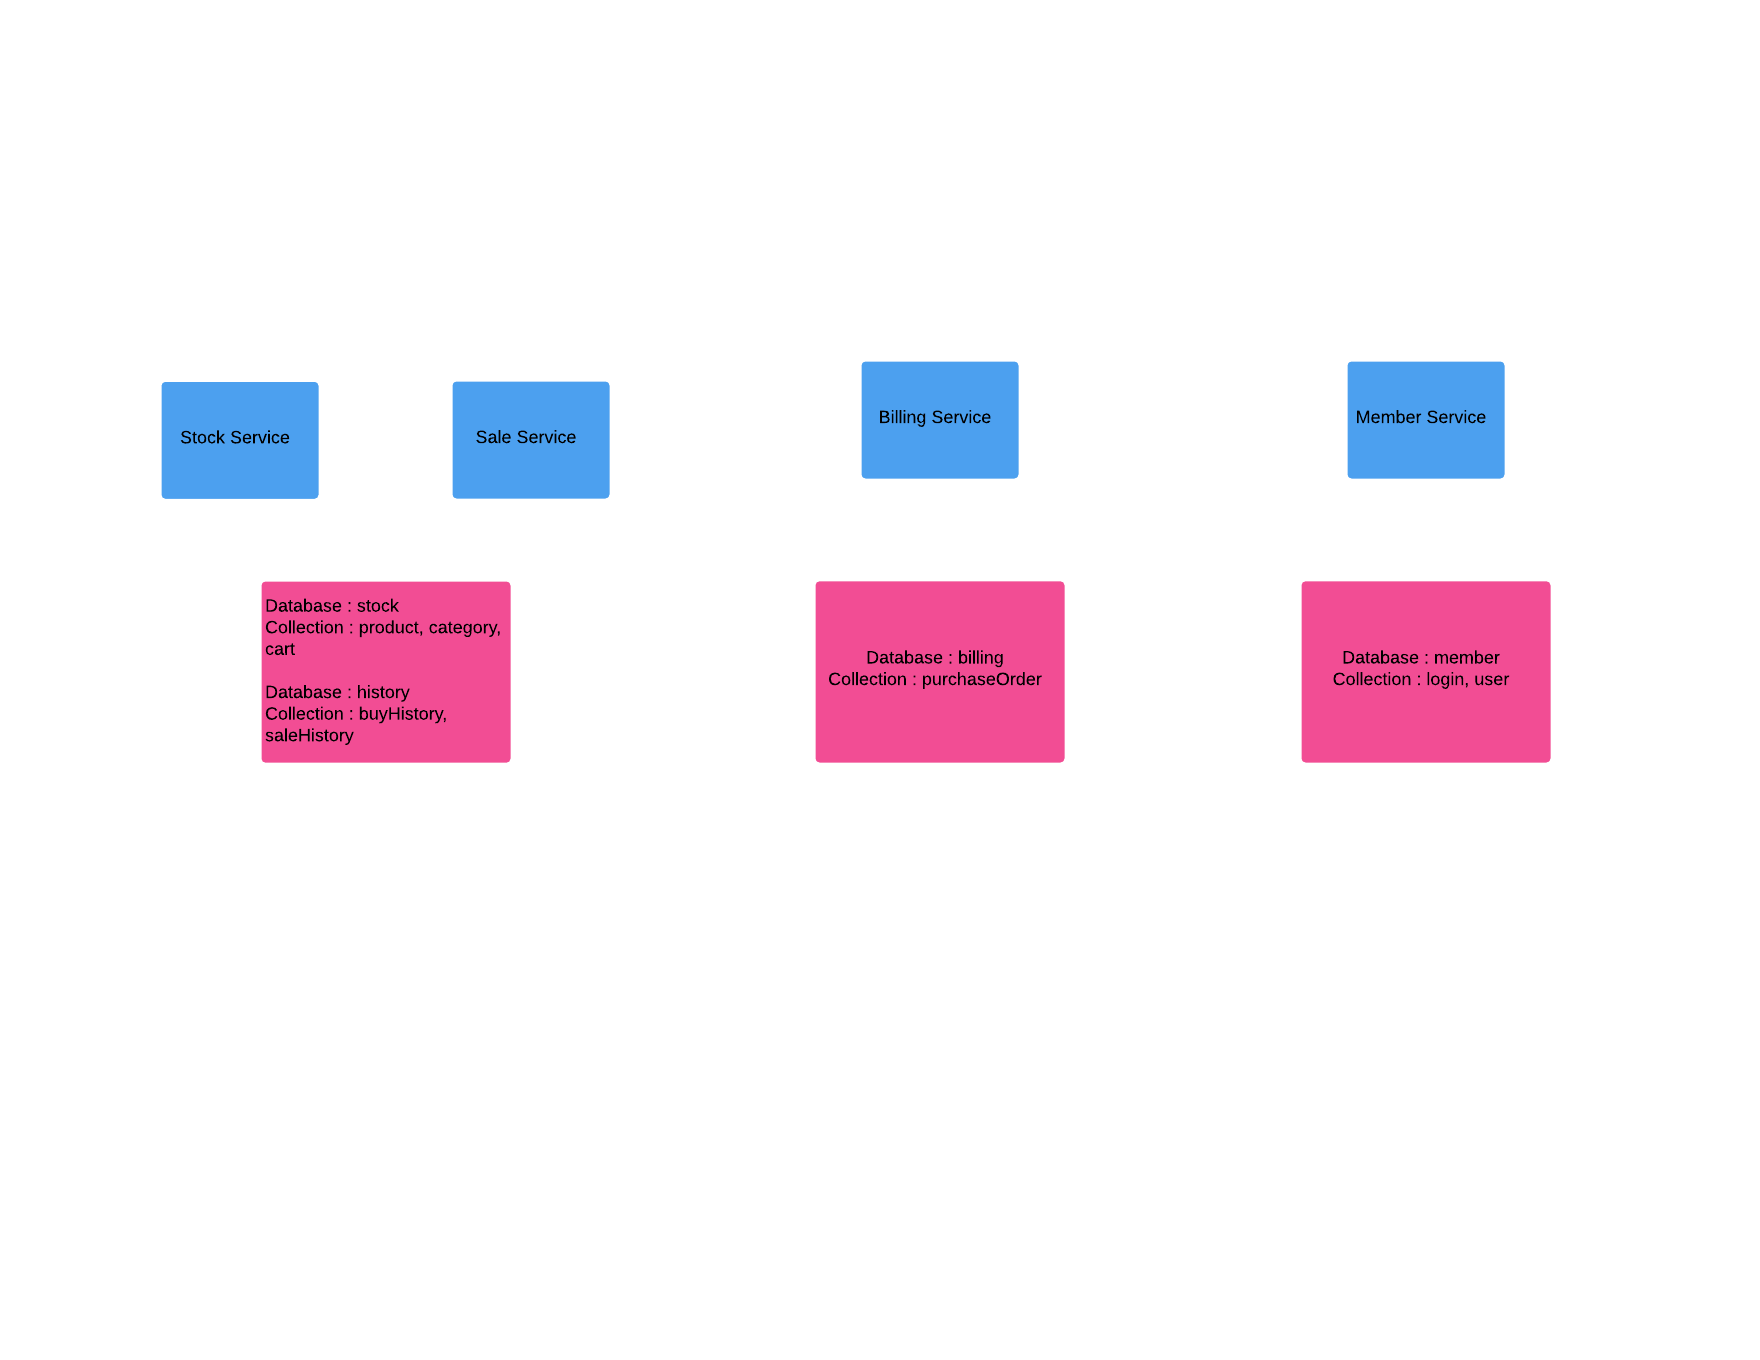 Stock Service
Sale Service
Billing Service
Member Service
Database : stock
Collection : product, category,
cart
Database : history
Collection : buyHistory,
saleHistory
Database : billing
Collection : purchaseOrder
Database : member
Collection : login, user